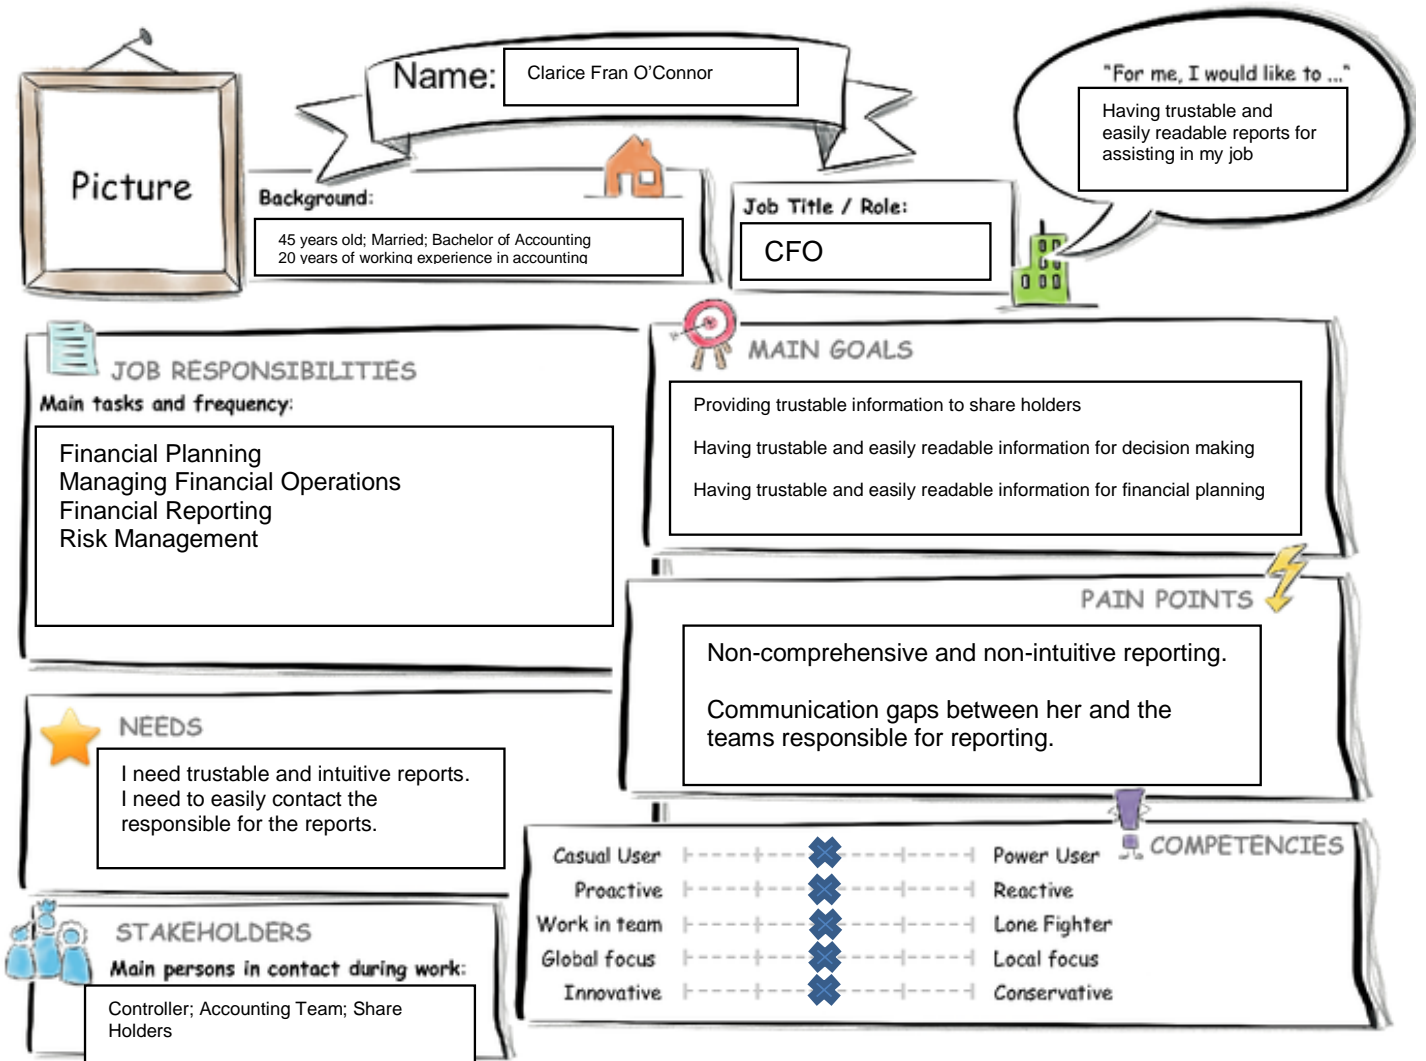 Picture
Name: Clarice Fran O'Connor
"For me, I would like to ..."
Having trustable and
easily readable reports for
assisting in my job
Background:
45 years old; Married; Bachelor of Accounting
20 years of working experience in accounting
Job Title / Role:
CFO
JOB RESPONSIBILITIES
Main tasks and frequency:
Financial Planning
Managing Financial Operations
Financial Reporting
Risk Management
MAIN GOALS
Providing trustable information to share holders
Having trustable and easily readable information for decision making
Having trustable and easily readable information for financial planning
PAIN POINTS
Non-comprehensive and non-intuitive reporting.
Communication gaps between her and the
teams responsible for reporting.
NEEDS
I need trustable and intuitive reports.
I need to easily contact the
responsible for the reports.
STAKEHOLDERS
Main persons in contact during work:
Controller; Accounting Team; Share
Holders
COMPETENCIES
Casual User Power User
Proactive Reactive
Work in team Lone Fighter
Global focus Local focus
Innovative Conservative